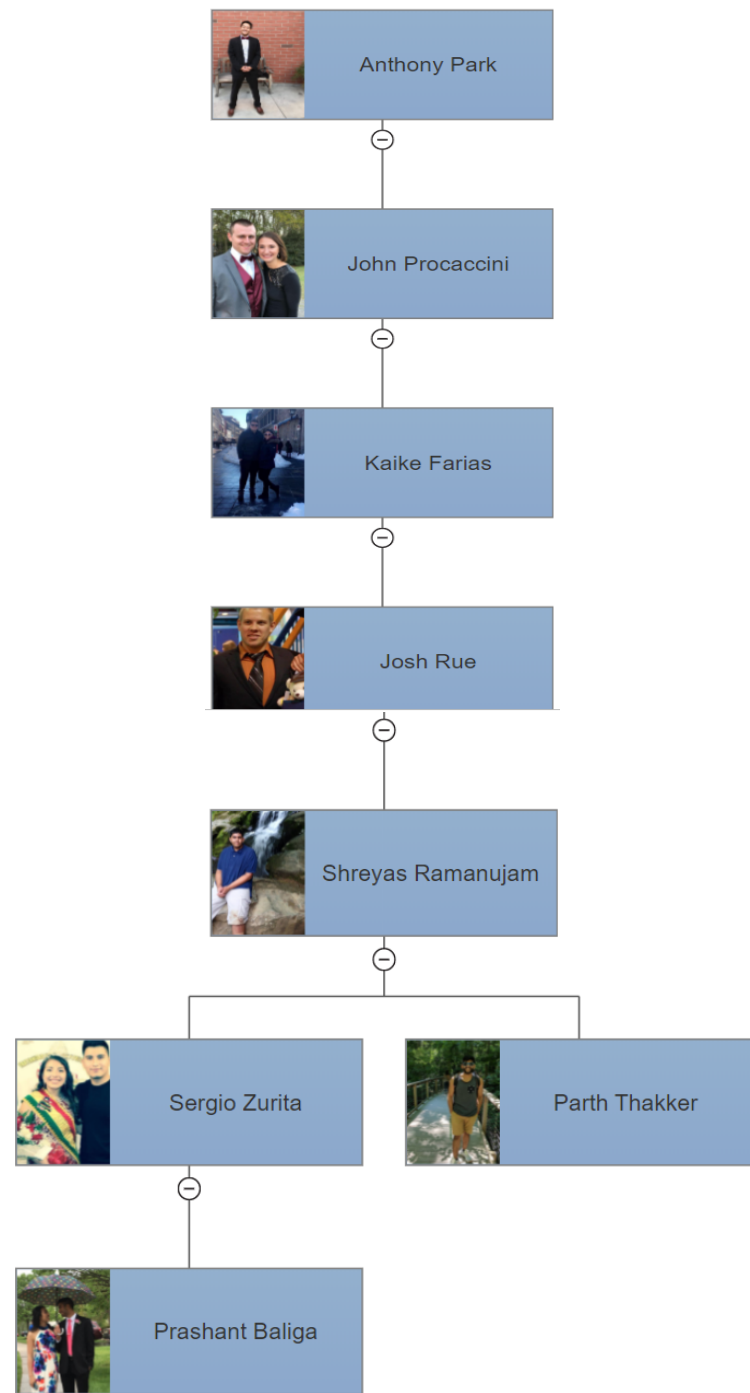 Anthony Park
John Procaccini
Kaike Farias
Josh Rue
Shreyas Ramanujam
Sergio Zurita
Parth Thakker
Prashant Baliga